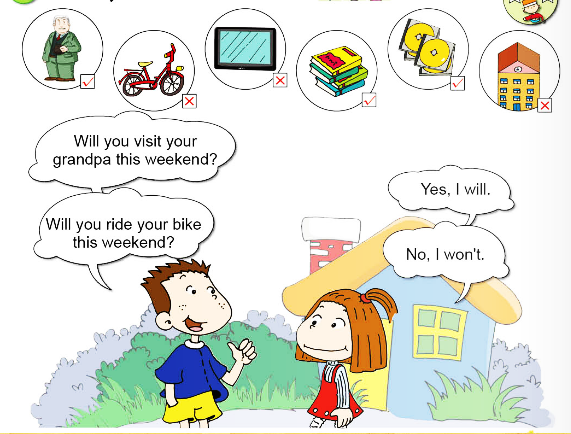 Will you visit your
grandpa this weekend?
Will you ride your bike
this weekend?
Yes, I will.
No, I won't.